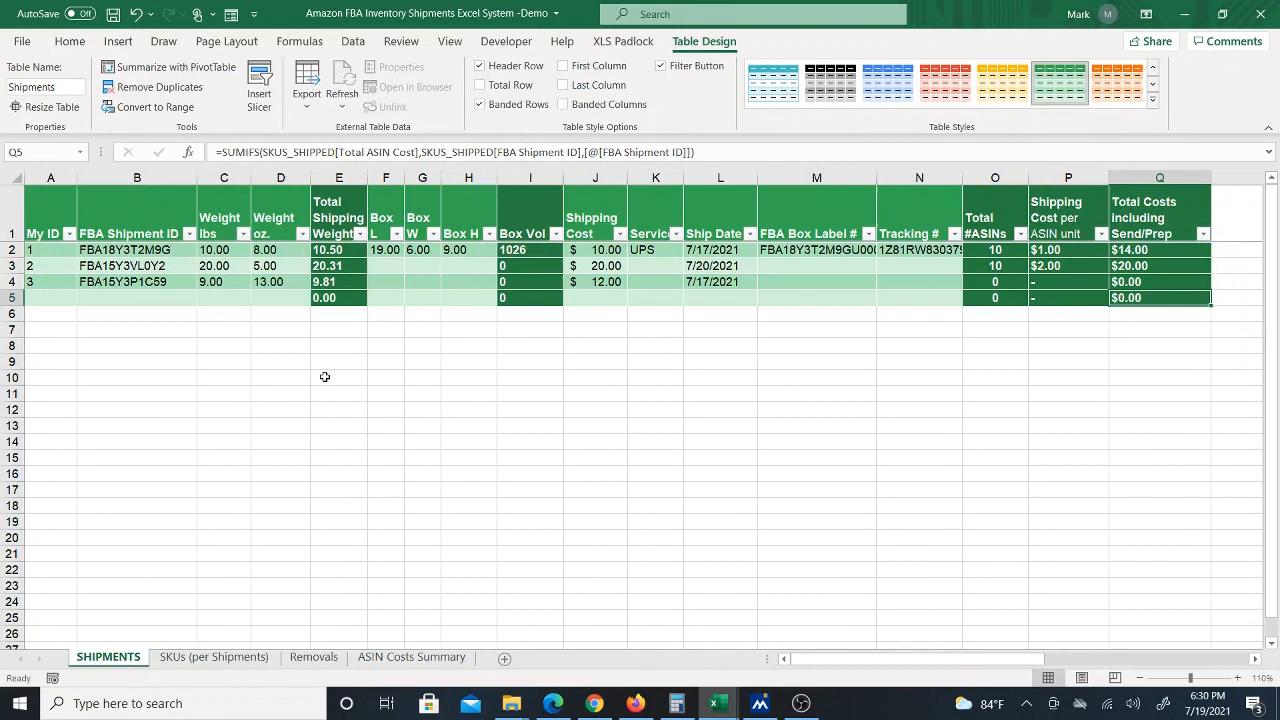 AutoSave Off Amazon FBA Inventory Shipments Excel System -Demo Search Mark M
File Home Insert Draw Page Layout Formulas Data Review View Developer Help XLS Padlock Table Design Share Comments
Table Name:
Shipments
Resize Table
Properties
Summarize with PivotTable
Remove Duplicates
Convert to Range
Tools
Insert Slicer
Export
Refresh
Properties
Open in Browser
Unlink
External Table Data
Header Row First Column Filter Button
Total Row Last Column
Banded Rows Banded Columns
Table Style Options
Table Styles
Q5 fx =SUMIFS(SKUS_SHIPPED[Total ASIN Cost],SKUS_SHIPPED[FBA Shipment ID],[@[FBA Shipment ID]])
A B C D E F G H I J K L M N O P Q
1 My ID FBA Shipment ID Weight lbs Weight oz. Total Shipping Weight Box L Box W Box H Box Vol Shipping Cost Service Ship Date FBA Box Label # Tracking # Total #ASINs Shipping Cost per ASIN unit Total Costs including Send/Prep
2 1 FBA18Y3T2M9G 10.00 8.00 10.50 19.00 6.00 9.00 1026 $ 10.00 UPS 7/17/2021 FBA18Y3T2M9GU000 1Z81RW830379 10 $1.00 $14.00
3 2 FBA15Y3VL0Y2 20.00 5.00 20.31 0 $ 20.00 7/20/2021 10 $2.00 $20.00
3 FBA15Y3P1C59 9.00 13.00 9.81 0 $ 12.00 7/17/2021 0 - $0.00
5 0.00 0 0 - $0.00
6
7
8
9
10
11
12
13
14
15
16
17
18
19
20
21
22
23
24
25
26
SHIPMENTS SKUs (per Shipments) Removals ASIN Costs Summary
Ready 110%
Type here to search 84°F 6:30 PM
7/19/2021